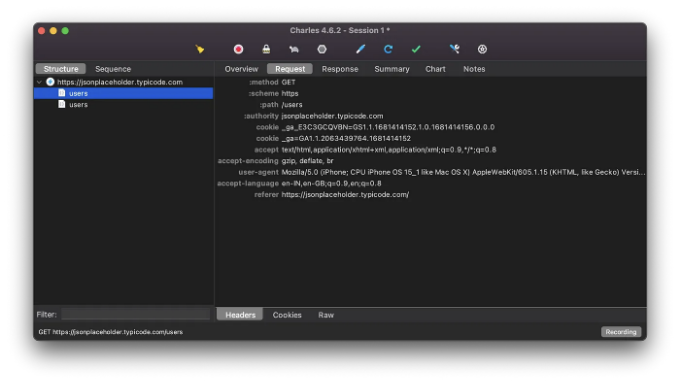 Charles 4.6.2 - Session 1 *
Structure Sequence
https://jsonplaceholder.typicode.com
users
users
Overview Request Response Summary Chart Notes
:method GET
:scheme https
:path /users
:authority jsonplaceholder.typicode.com
cookie _ga_E3C3GCQVBN=GS1.1.1681414152.1.0.1681414156.0.0.0
cookie _ga=GA1.1.2063439764.1681414152
accept text/html,application/xhtml+xml,application/xml;q=0.9,*/*;q=0.8
accept-encoding gzip, deflate, br
user-agent Mozilla/5.0 (iPhone; CPU iPhone OS 15_1 like Mac OS X) AppleWebKit/605.1.15 (KHTML, like Gecko) Versi...
accept-language en-IN,en-GB;q=0.9,en;q=0.8
referer https://jsonplaceholder.typicode.com/
Filter:
Headers Cookies Raw
GET https://jsonplaceholder.typicode.com/users
Recording